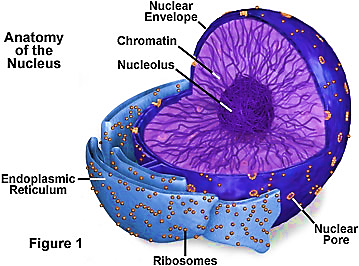 Nuclear
Envelope
Anatomy
of the
Nucleus
Chromatin
Nucleolus
Endoplasmic
Reticulum
Nuclear
Pore
Figure 1
Ribosomes